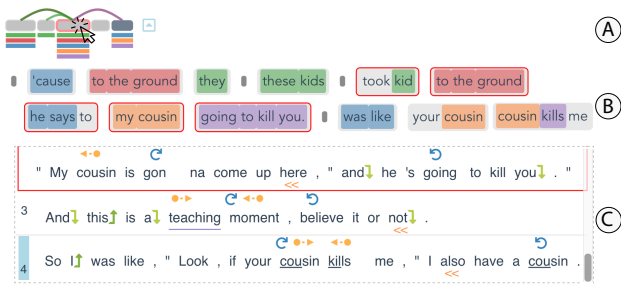 A
'cause to the ground they these kids took kid to the ground
B
he says to my cousin going to kill you. was like your cousin cousin kills me
" My cousin is gon na come up here , " and he 's going to kill you . "
<<
C
3 And this is a teaching moment , believe it or not .
<<
4 So I was like , " Look , if your cousin kills me , " I also have a cousin .
<<